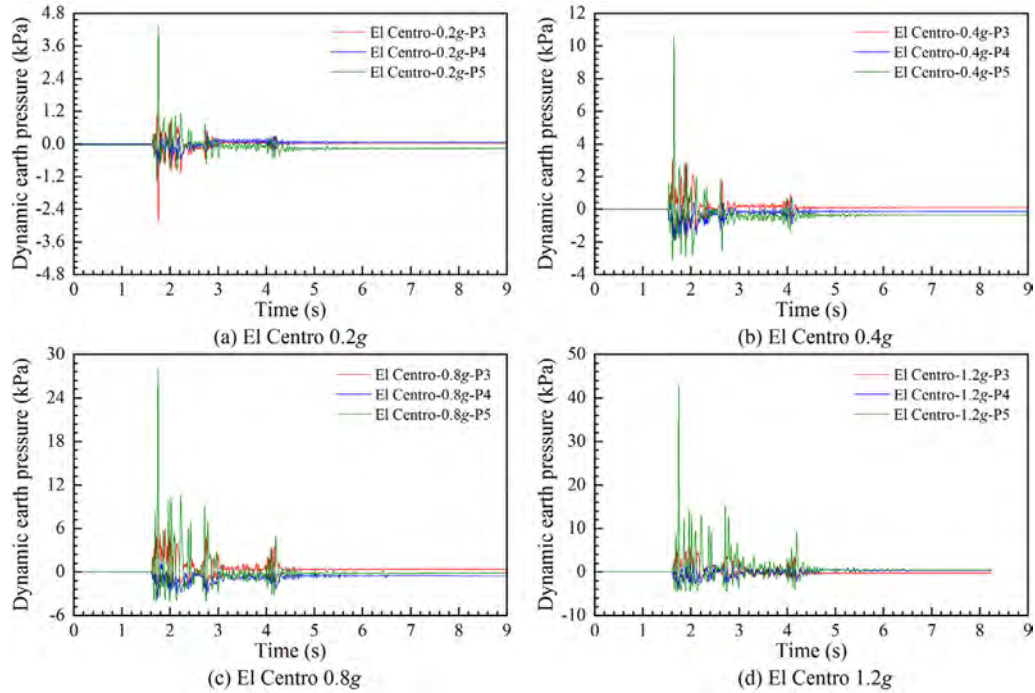 Dynamic earth pressure (kPa)
4.8
3.6
2.4
1.2
0.0
-1.2
-2.4
-3.6
-4.8
El Centro-0.2g-P3
El Centro-0.2g-P4
El Centro-0.2g-P5
0 1 2 3 4 5 6 7 8 9
Time (s)
(a) El Centro 0.2g
Dynamic earth pressure (kPa)
12
10
8
6
4
2
0
-2
-4
El Centro-0.4g-P3
El Centro-0.4g-P4
El Centro-0.4g-P5
0 1 2 3 4 5 6 7 8 9
Time (s)
(b) El Centro 0.4g
Dynamic earth pressure (kPa)
30
24
18
12
6
0
-6
El Centro-0.8g-P3
El Centro-0.8g-P4
El Centro-0.8g-P5
0 1 2 3 4 5 6 7 8 9
Time (s)
(c) El Centro 0.8g
Dynamic earth pressure (kPa)
50
40
30
20
10
0
-10
El Centro-1.2g-P3
El Centro-1.2g-P4
El Centro-1.2g-P5
0 1 2 3 4 5 6 7 8 9
Time (s)
(d) El Centro 1.2g